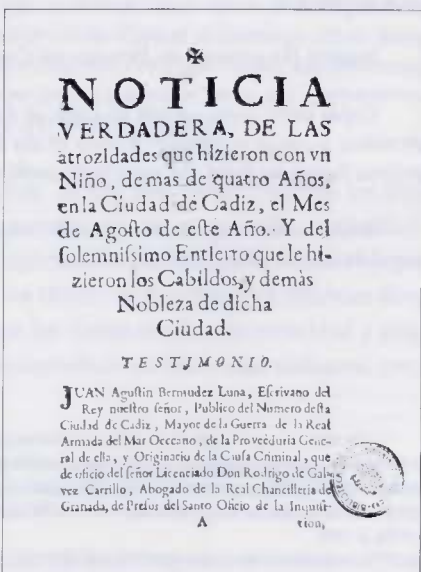 NOTICIA
VERDADERA, DE LAS
atrozidades que hizieron con vn
Niño, de mas de quatro Años,
en la Ciudad de Cadiz, el Mes
de Agoſto de eſte Año. Y del
ſolemniſsimo Entierro que le hi-
zieron los Cabildos, y demàs
Nobleza de dicha
Ciudad.
TESTIMONIO.
JUAN Aguſtin Bermudez Luna, Eſcrivano del
Rey nueſtro ſeñor, Publico del Numero deſta
Ciudad de Cadiz, Mayor de la Guerra de la Real
Armada del Mar Occeano, de la Proveduria Gene-
ral de ella, y Originario de la Cauſa Criminal, que
de oficio del ſeñor Licenciado Don Rodrigo de Gal-
vez Carrillo, Abogado de la Real Chancilleria de
Granada, de Preſos del Santo Oficio de la Inquiſi-
A cion,